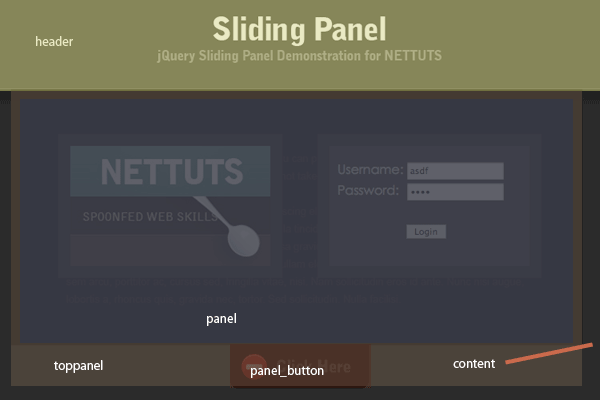 Sliding Panel
header
jQuery Sliding Panel Demonstration for NETTUTS
NETTUTS
SPOONFED WEB SKILLS
Username: asdf
Password: ••••
Login
panel
toppanel
panel_button
Click Here
content